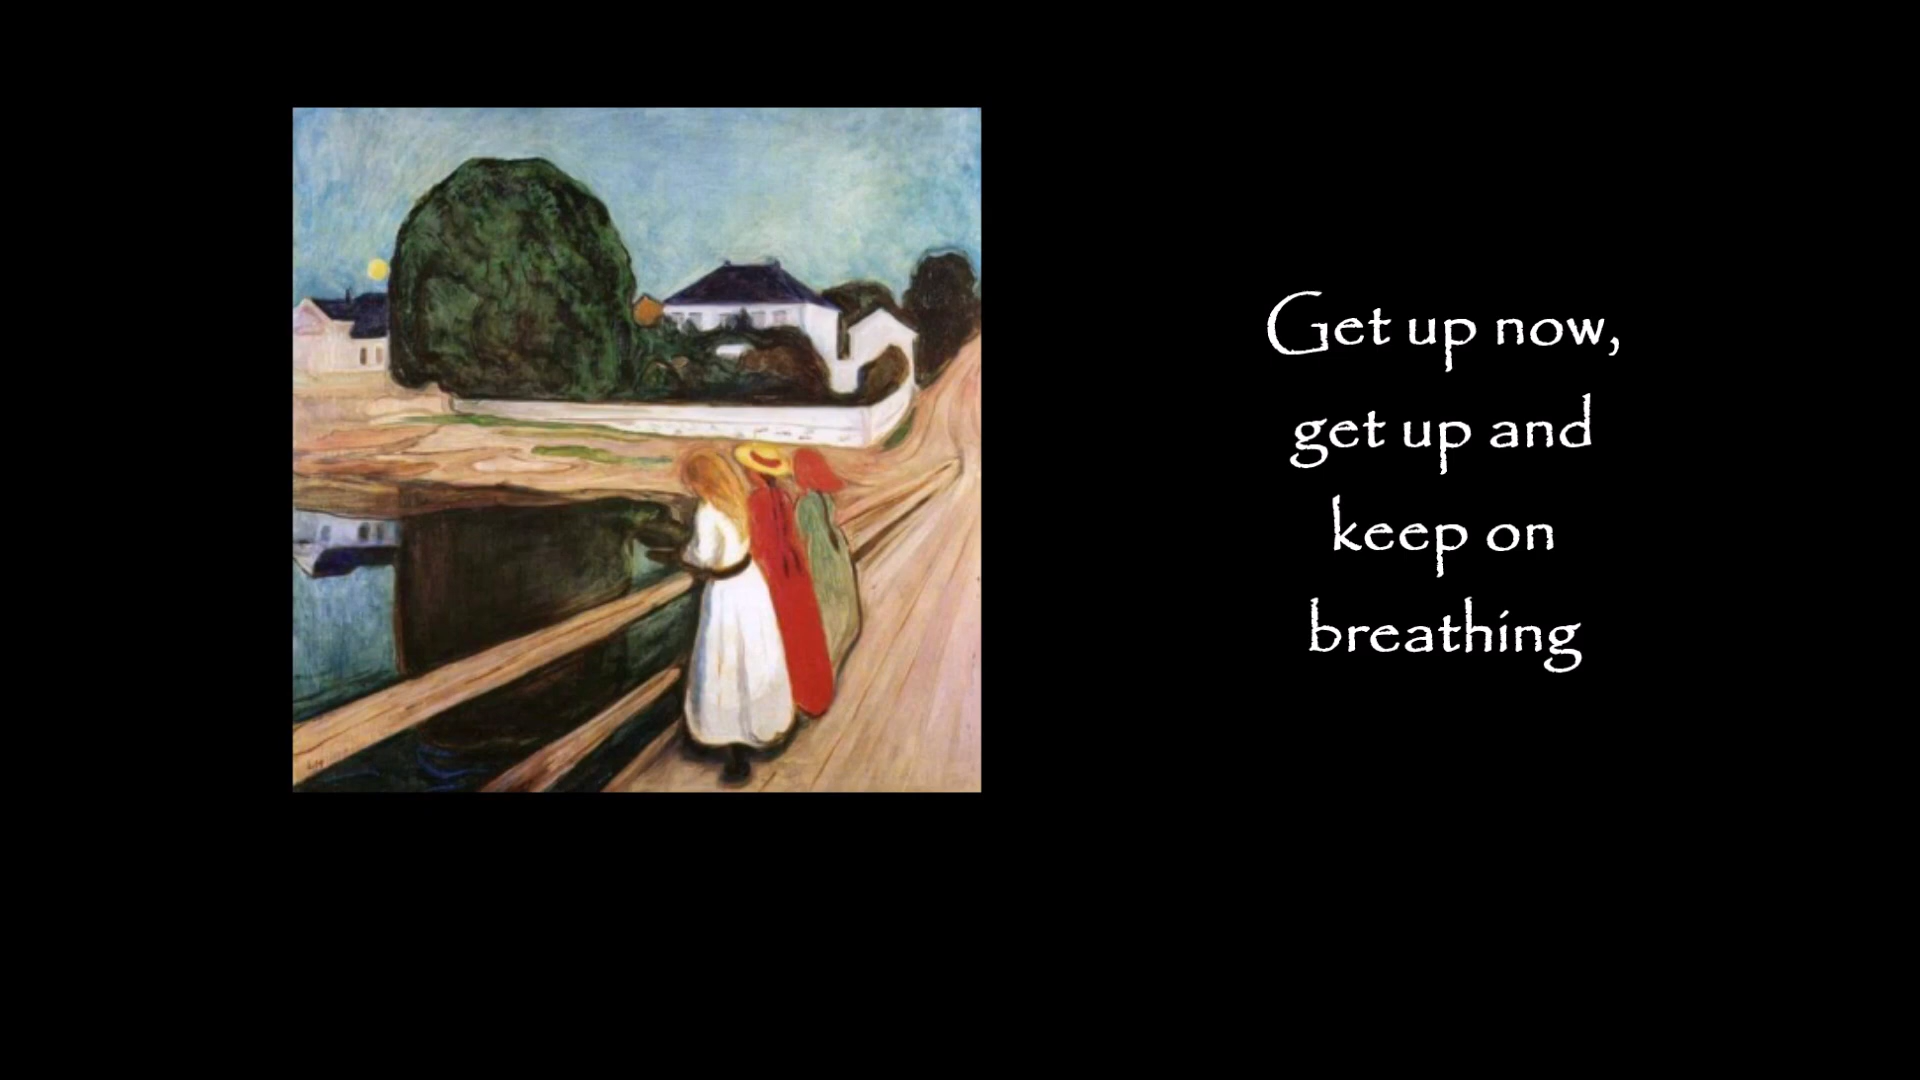 Get up now,
get up and
keep on
breathing